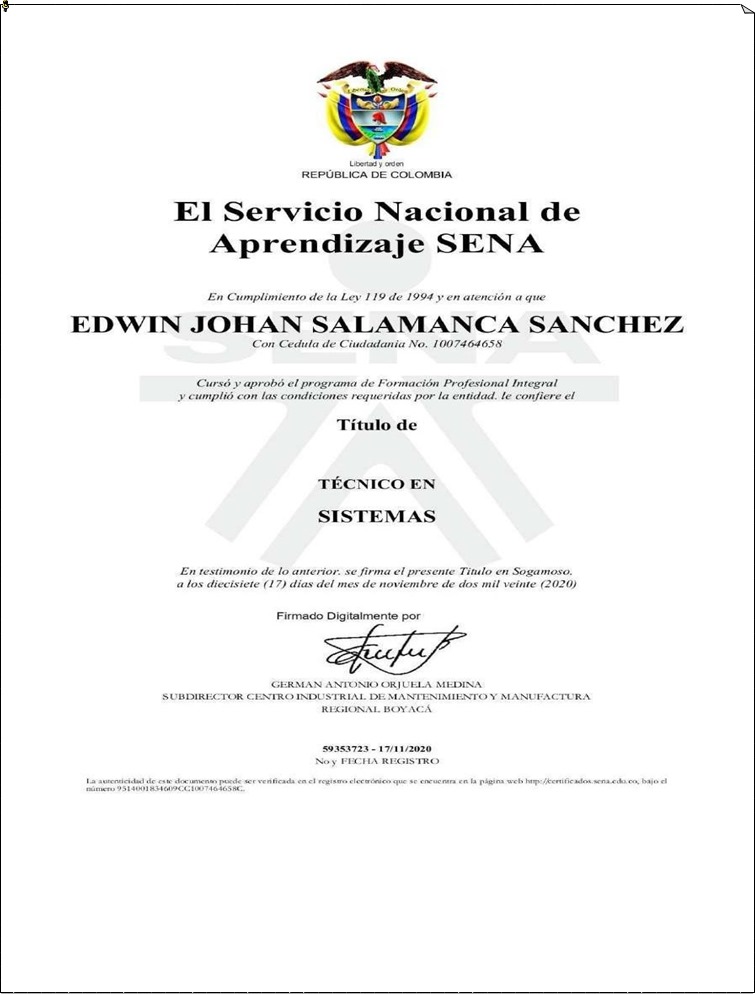 Libertad y Orden
Libertad y orden
REPÚBLICA DE COLOMBIA
El Servicio Nacional de
Aprendizaje SENA
En Cumplimiento de la Ley 119 de 1994 y en atención a que
SENA
EDWIN JOHAN SALAMANCA SANCHEZ
Con Cedula de Ciudadania No. 1007464658
Cursó y aprobó el programa de Formación Profesional Integral
y cumplió con las condiciones requeridas por la entidad, le confiere el
Título de
TÉCNICO EN
SISTEMAS
En testimonio de lo anterior, se firma el presente Título en Sogamoso,
a los diecisiete (17) días del mes de noviembre de dos mil veinte (2020)
Firmado Digitalmente por
GERMAN ANTONIO ORJUELA MEDINA
SUBDIRECTOR CENTRO INDUSTRIAL DE MANTENIMIENTO Y MANUFACTURA
REGIONAL BOYACÁ
59353723 - 17/11/2020
No y FECHA REGISTRO
La autenticidad de este documento puede ser verificada en el registro electrónico que se encuentra en la página web http://certificados.sena.edu.co, bajo el
número 9514001834609CC1007464658C.